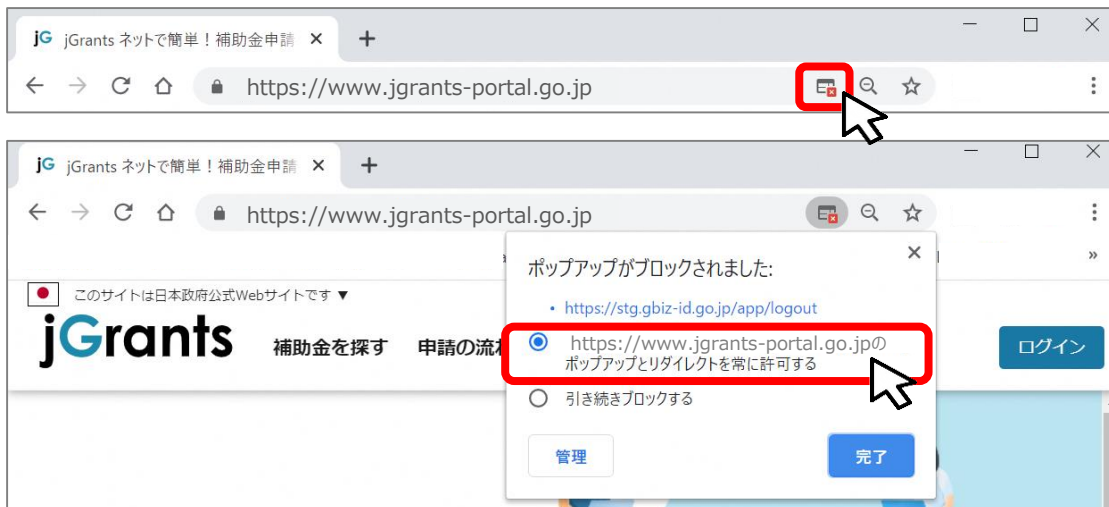 jG jGrants ネットで簡単！補助金申請
https://www.jgrants-portal.go.jp
jG jGrants ネットで簡単！補助金申請
https://www.jgrants-portal.go.jp
ポップアップがブロックされました:
このサイトは日本政府公式Webサイトです ▼
• https://stg.gbiz-id.go.jp/app/logout
jGrants 補助金を探す 申請の流れ ログイン
https://www.jgrants-portal.go.jpの
ポップアップとリダイレクトを常に許可する
引き続きブロックする
管理 完了